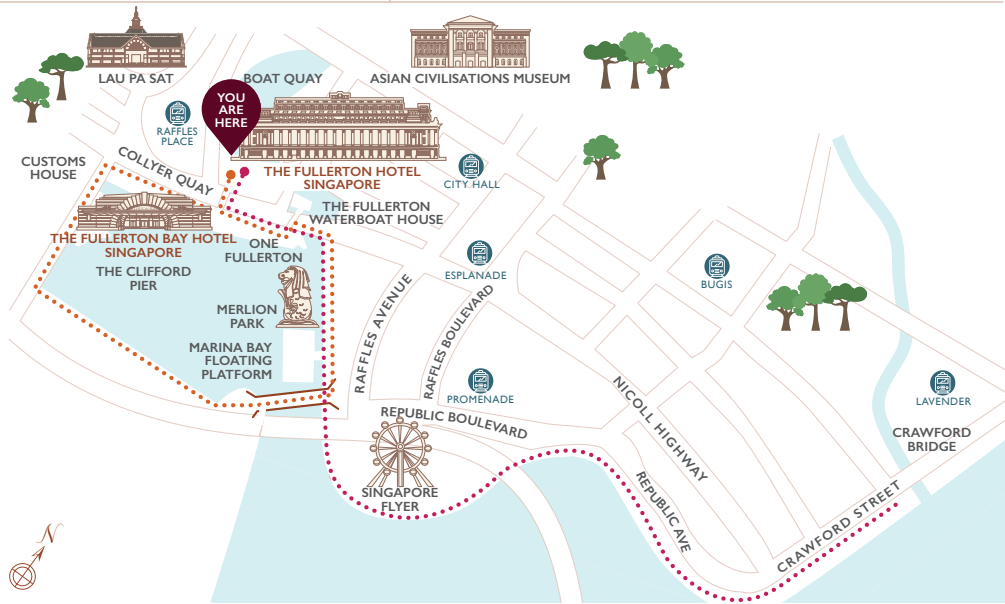 LAU PA SAT
BOAT QUAY
ASIAN CIVILISATIONS MUSEUM
YOU
ARE
HERE
RAFFLES
PLACE
CUSTOMS
HOUSE
COLLYER QUAY
THE FULLERTON HOTEL
SINGAPORE
CITY HALL
THE FULLERTON
WATERBOAT HOUSE
THE FULLERTON BAY HOTEL
SINGAPORE
ONE
FULLERTON
THE CLIFFORD
PIER
ESPLANADE
BUGIS
MERLION
PARK
RAFFLES AVENUE
RAFFLES BOULEVARD
MARINA BAY
FLOATING
PLATFORM
PROMENADE
NICOLL HIGHWAY
LAVENDER
REPUBLIC BOULEVARD
CRAWFORD
BRIDGE
SINGAPORE
FLYER
REPUBLIC AVE
CRAWFORD STREET
N